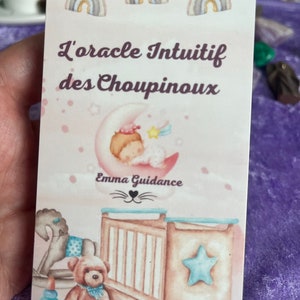 L'oracle Intuitif
des Choupinoux
Emma Guidance